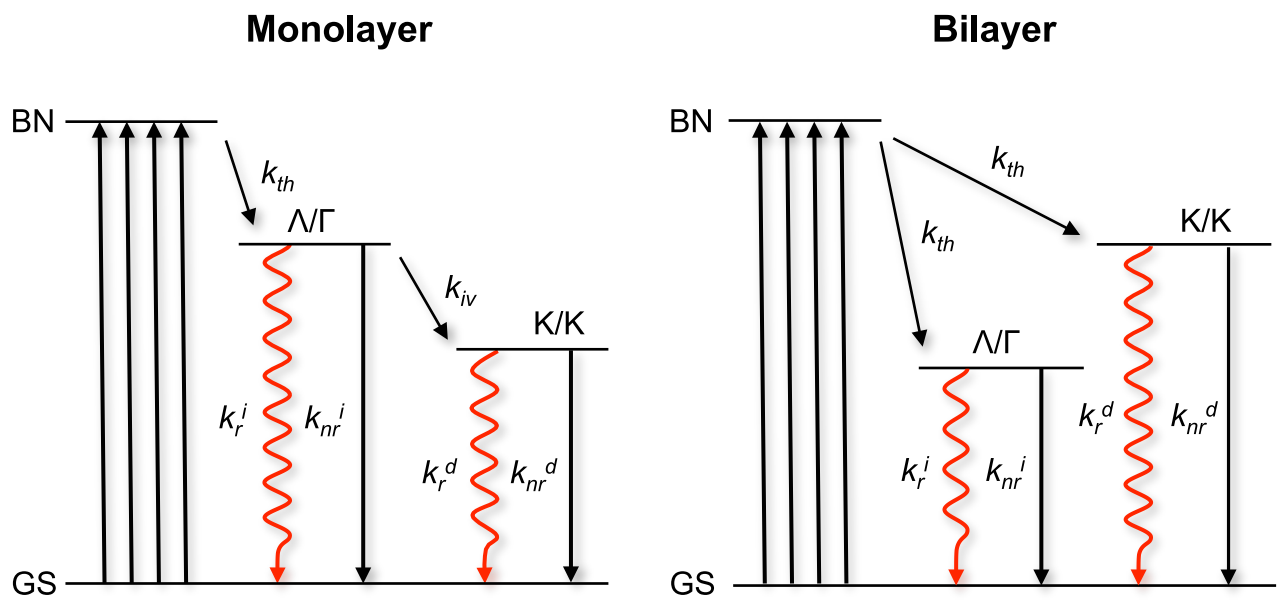 Monolayer
BN
k_th
Λ/Γ
k_iv
K/K
k_r^i
k_nr^i
k_r^d
k_nr^d
GS
Bilayer
BN
k_th
k_th
K/K
Λ/Γ
k_r^d
k_nr^d
k_r^i
k_nr^i
GS